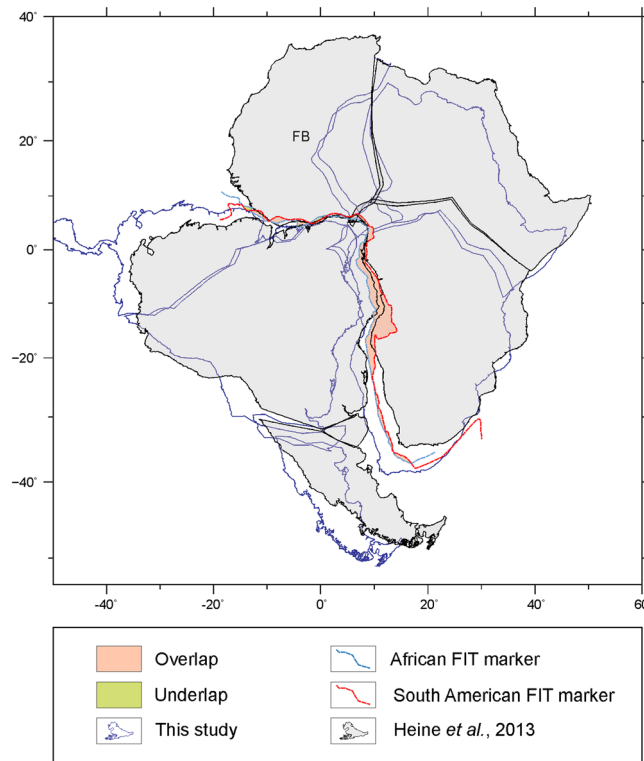 40°
20°
0°
−20°
−40°
FB
−40° −20° 0° 20° 40° 60
Overlap African FIT marker
Underlap South American FIT marker
This study Heine et al., 2013